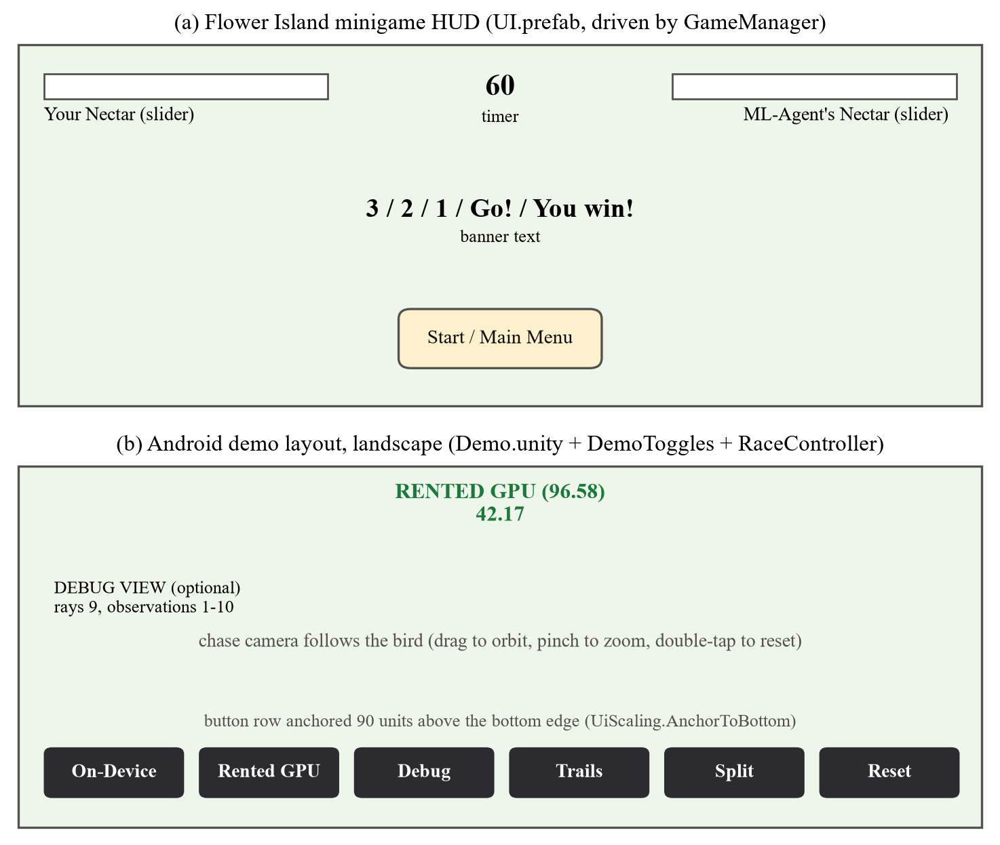 (a) Flower Island minigame HUD (UI.prefab, driven by GameManager)
60
Your Nectar (slider)
timer
ML-Agent's Nectar (slider)
3 / 2 / 1 / Go! / You win!
banner text
Start / Main Menu
(b) Android demo layout, landscape (Demo.unity + DemoToggles + RaceController)
RENTED GPU (96.58)
42.17
DEBUG VIEW (optional)
rays 9, observations 1-10
chase camera follows the bird (drag to orbit, pinch to zoom, double-tap to reset)
button row anchored 90 units above the bottom edge (UiScaling.AnchorToBottom)
On-Device
Rented GPU
Debug
Trails
Split
Reset